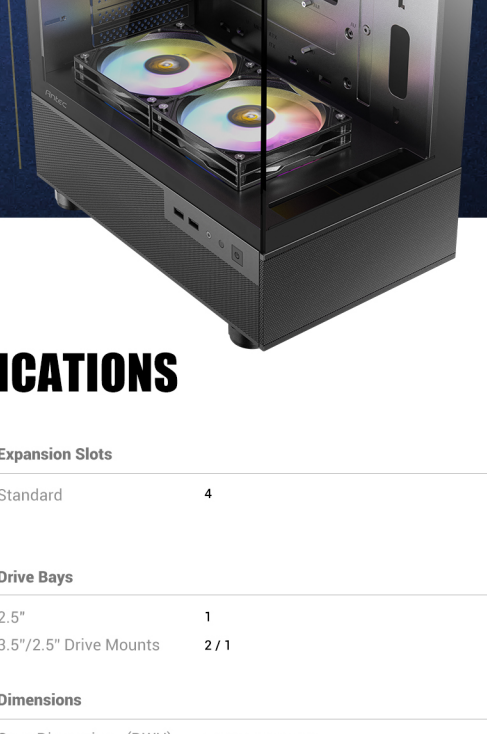 Antec
ICATIONS
Expansion Slots
Standard 4
Drive Bays
2.5" 1
3.5"/2.5" Drive Mounts 2 / 1
Dimensions